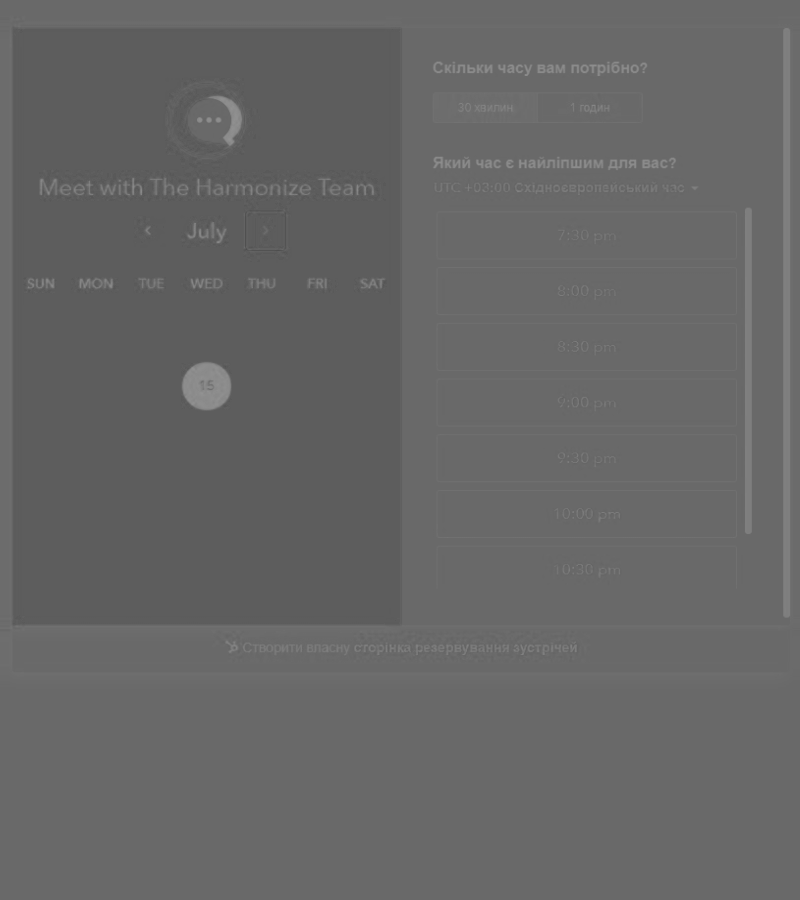 Meet with The Harmonize Team
July
SUN MON TUE WED THU FRI SAT
15
Скільки часу вам потрібно?
30 хвилин 1 годин
Який час є найліпшим для вас?
UTC +03:00 Східноєвропейський час
7:30 pm
8:00 pm
8:30 pm
9:00 pm
9:30 pm
10:00 pm
10:30 pm
Створити власну сторінка резервування зустрічей